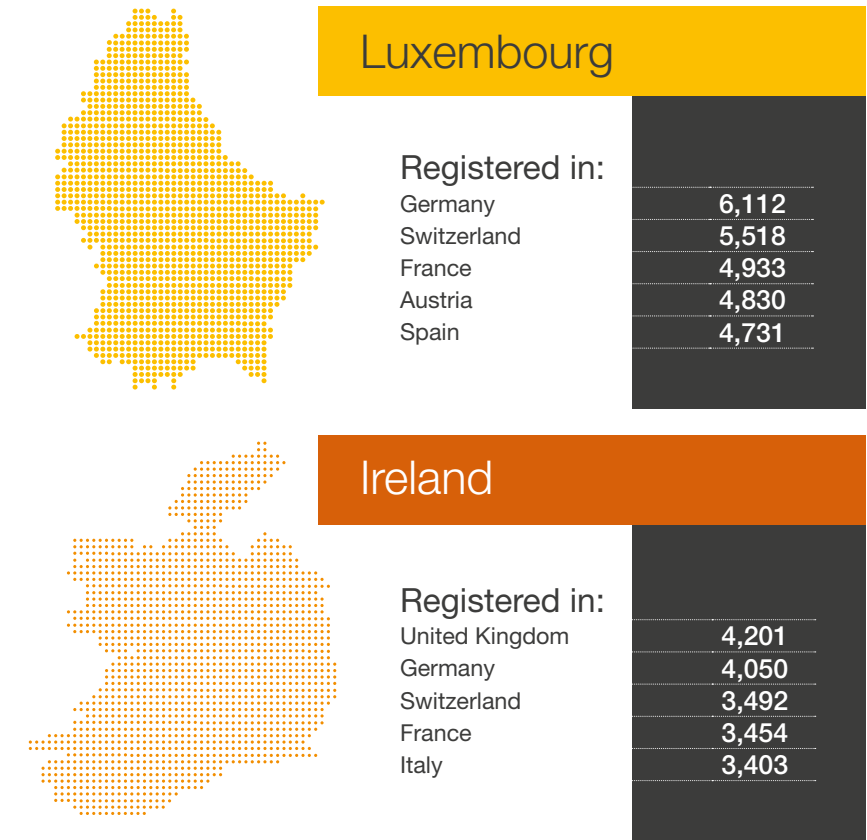 Luxembourg
Registered in:
Germany 6,112
Switzerland 5,518
France 4,933
Austria 4,830
Spain 4,731
Ireland
Registered in:
United Kingdom 4,201
Germany 4,050
Switzerland 3,492
France 3,454
Italy 3,403